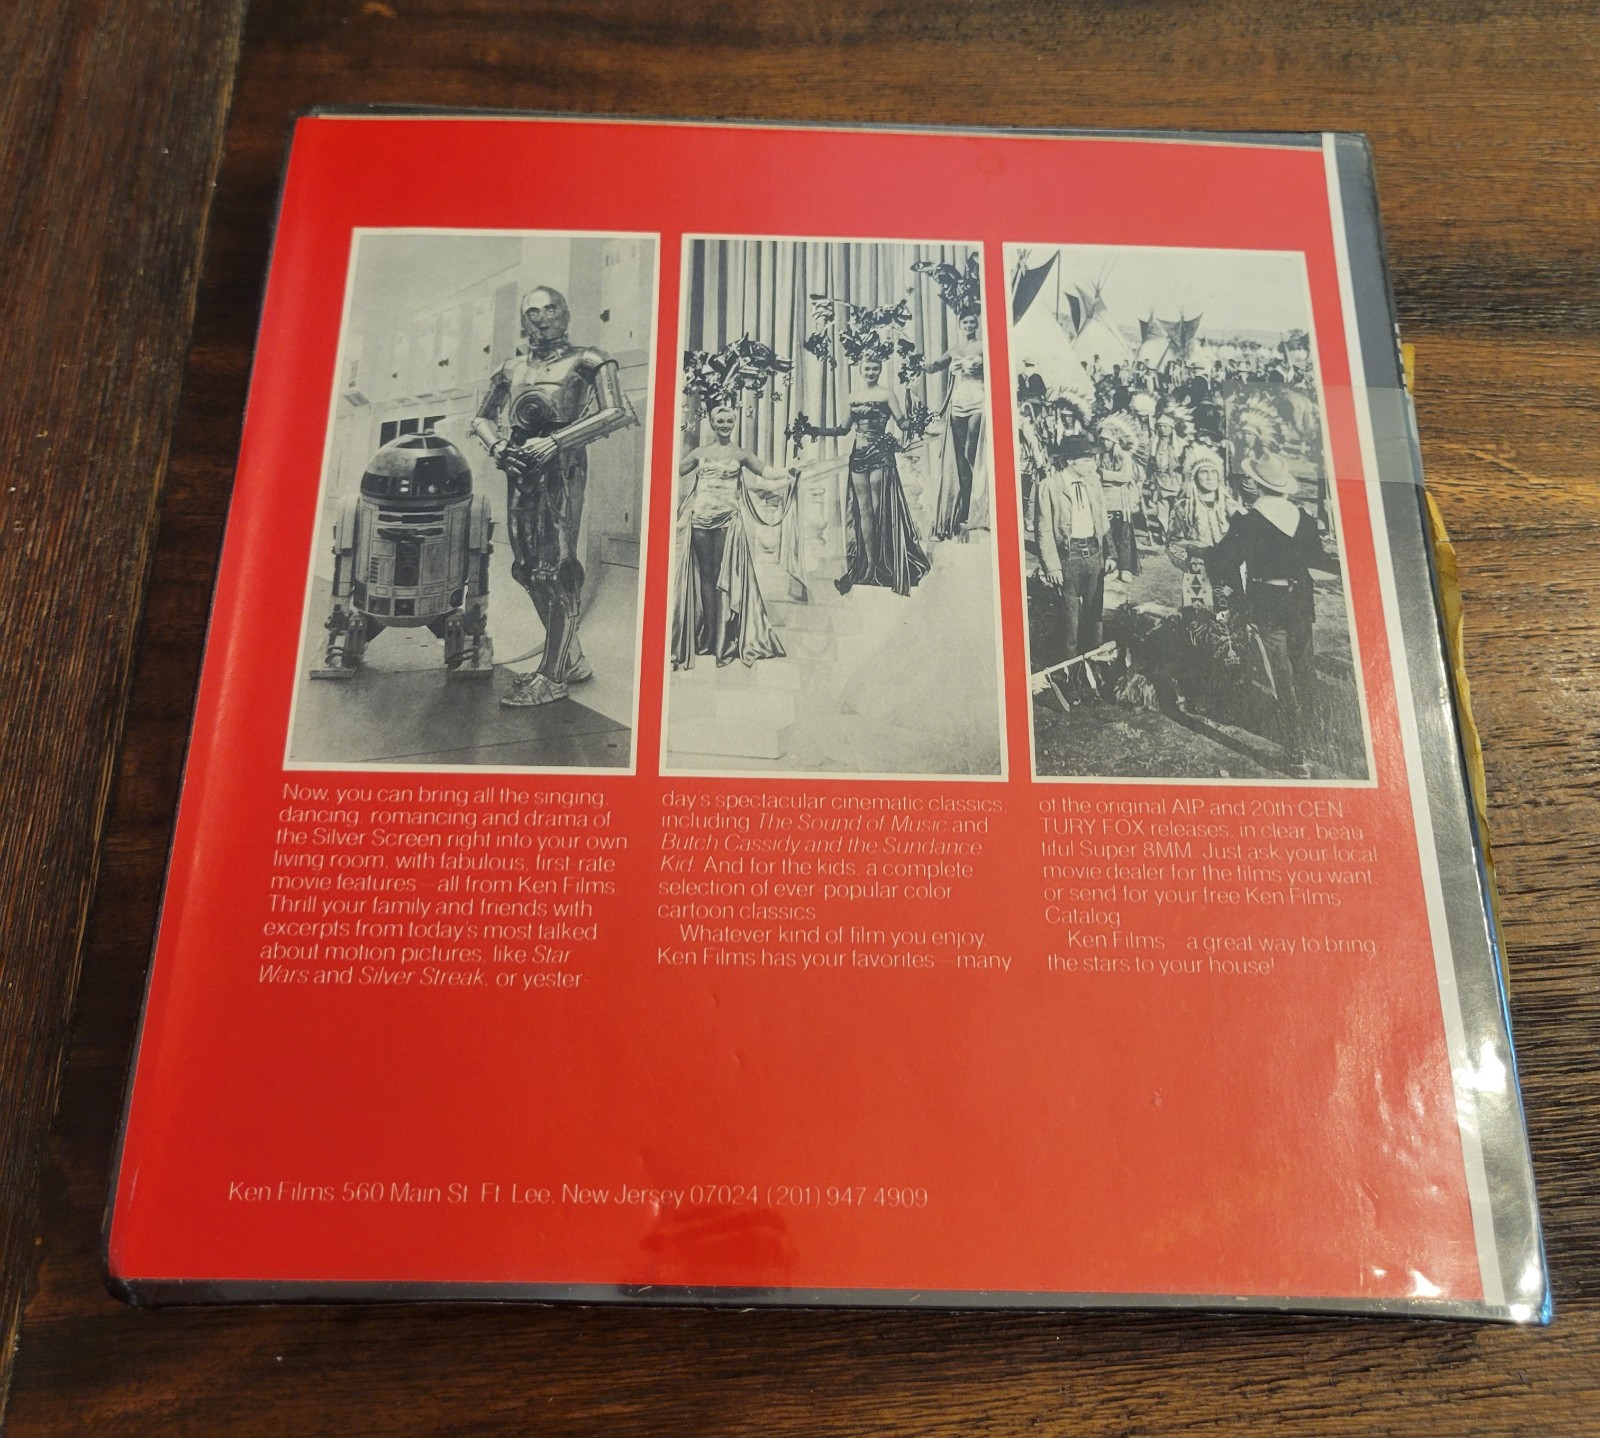 Now, you can bring all the singing,
dancing, romancing and drama of
the Silver Screen right into your own
living room, with fabulous, first-rate
movie features—all from Ken Films
Thrill your family and friends with
excerpts from today's most talked
about motion pictures, like Star
Wars and Silver Streak, or yester-
day's spectacular cinematic classics,
including The Sound of Music and
Butch Cassidy and the Sundance
Kid. And for the kids, a complete
selection of ever-popular color
cartoon classics
Whatever kind of film you enjoy,
Ken Films has your favorites—many
of the original AIP and 20th CEN
TURY FOX releases, in clear, beau
tiful Super 8MM. Just ask your local
movie dealer for the films you want,
or send for your free Ken Films
Catalog
Ken Films—a great way to bring
the stars to your house!
Ken Films 560 Main St Ft. Lee, New Jersey 07024 (201) 947-4909